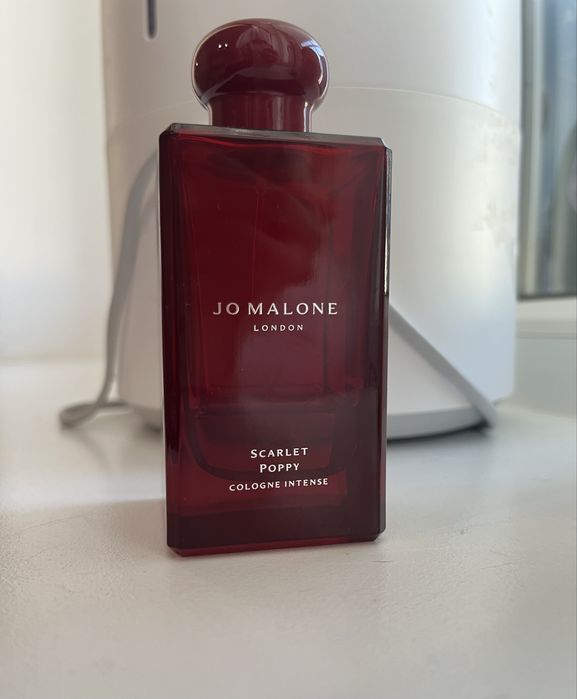 JO MALONE
LONDON
SCARLET
POPPY
COLOGNE INTENSE